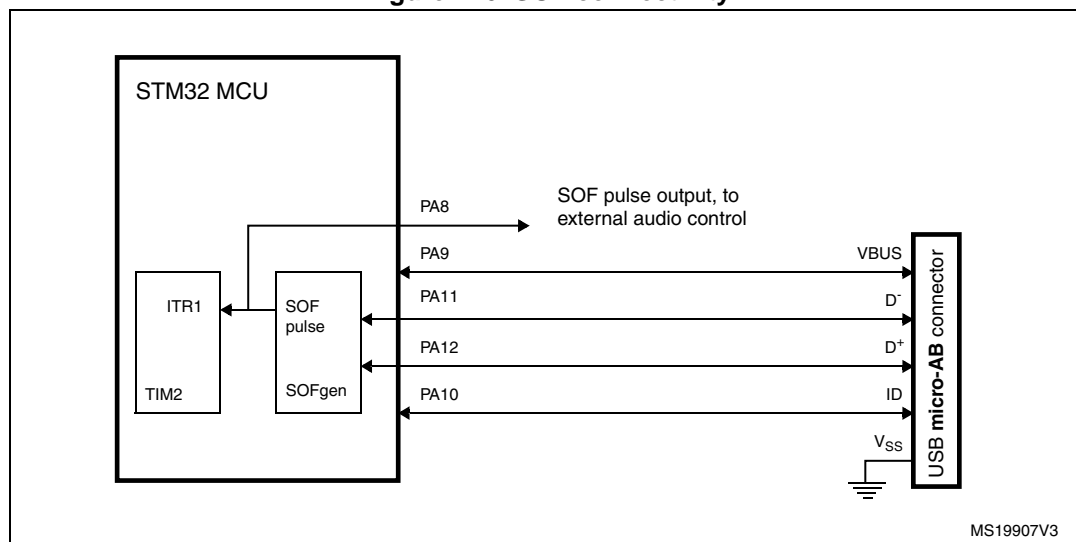 STM32 MCU
PA8
SOF pulse output, to
external audio control
PA9
VBUS
PA11
D-
PA12
D+
PA10
ID
VSS
ITR1
TIM2
SOF
pulse
SOFgen
USB micro-AB connector
MS19907V3